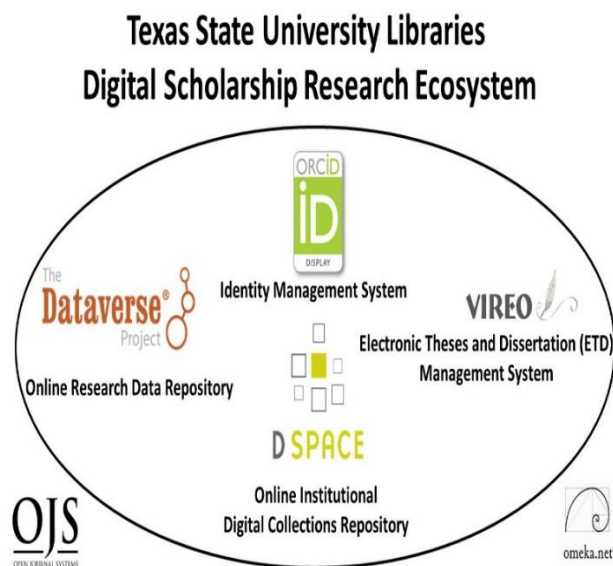 Texas State University Libraries
Digital Scholarship Research Ecosystem
ORCiD
iD
DISPLAY
Identity Management System
The
Dataverse®
Project
Online Research Data Repository
VIREO
Electronic Theses and Dissertation (ETD)
Management System
D SPACE
Online Institutional
Digital Collections Repository
OJS
OPEN JOURNAL SYSTEMS
omeka.net